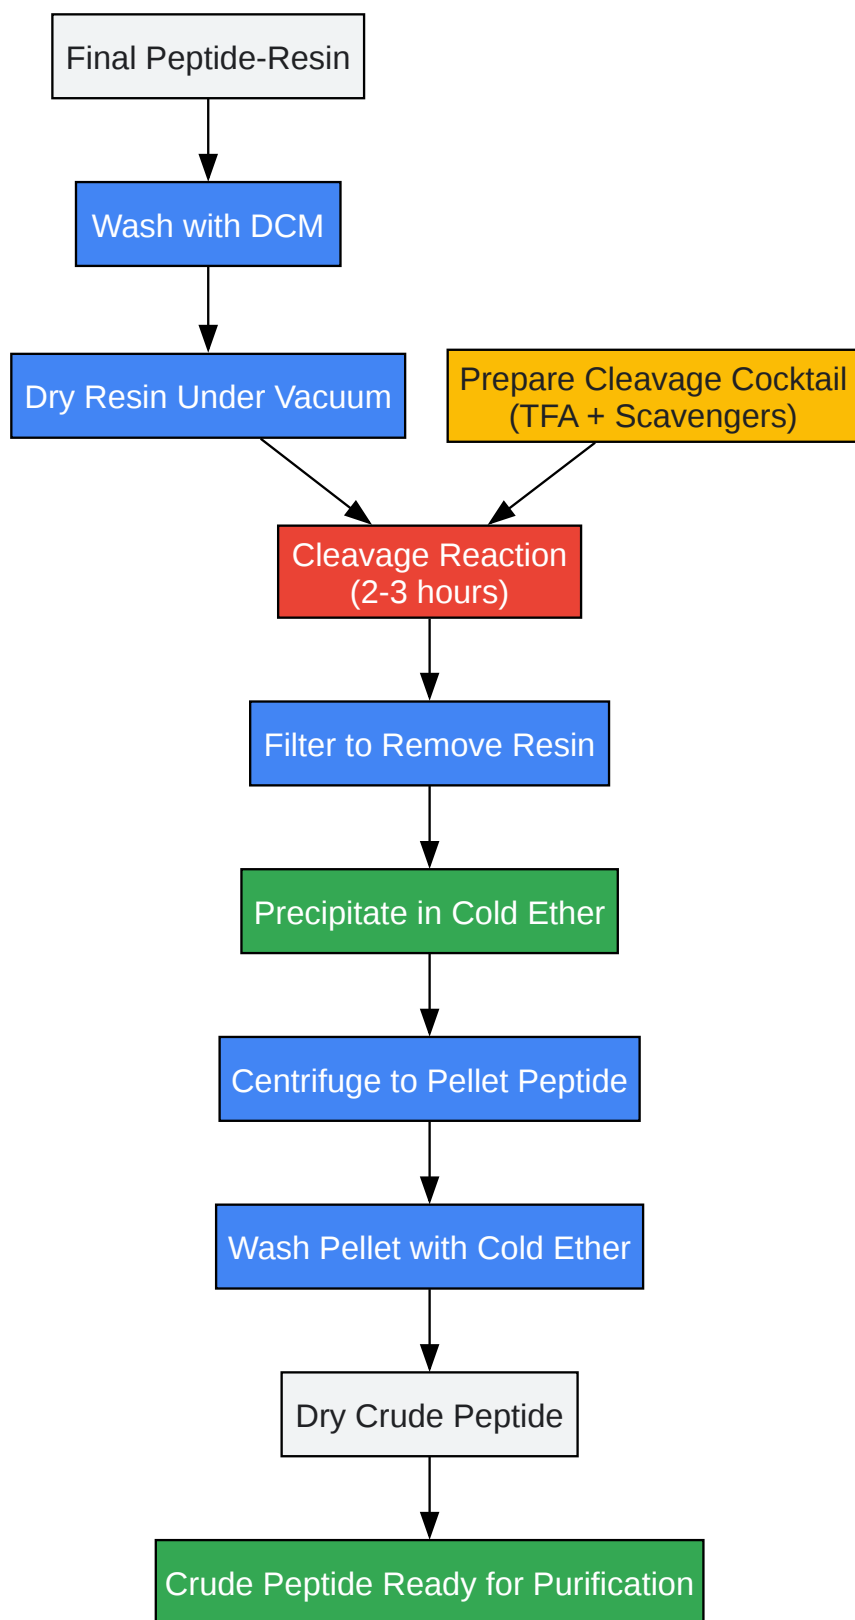 Final Peptide-Resin
Wash with DCM
Dry Resin Under Vacuum
Prepare Cleavage Cocktail
(TFA + Scavengers)
Cleavage Reaction
(2-3 hours)
Filter to Remove Resin
Precipitate in Cold Ether
Centrifuge to Pellet Peptide
Wash Pellet with Cold Ether
Dry Crude Peptide
Crude Peptide Ready for Purification